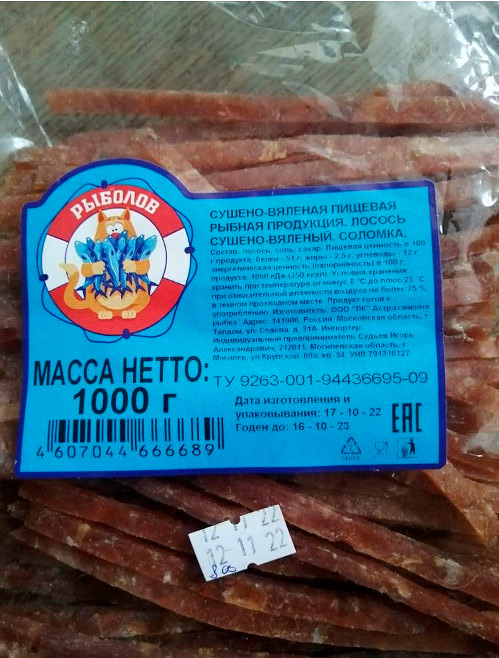 РЫБОЛОВ
СУШЕНО-ВЯЛЕНАЯ ПИЩЕВАЯ
РЫБНАЯ ПРОДУКЦИЯ. ЛОСОСЬ
СУШЕНО-ВЯЛЕНЫЙ. СОЛОМКА.
Состав: лосось, соль, сахар. Пищевая ценность в 100
г продукта: белки - 51 г, жиры - 2,5 г, углеводы - 12 г,
энергетическая ценность (калорийность) в 100 г
продукта: 1060 кДж (250 ккал). Условия хранения:
хранить при температуре от минус 8 °С до плюс 25 °С
при относительной влажности воздуха не более 75 %,
в темном прохладном месте. Продукт готов к
употреблению. Изготовитель: ООО "ПК" Астраханская
рыбка" Адрес: 141900, Россия, Московская область, г.
Талдом, ул. Седова, д. 31А. Импортер:
Индивидуальный предприниматель Судьев Игорь
Александрович, 212011, Могилевская область, г.
Могилев, ул.Крупской, кв. 34. УНП 791316127
МАССА НЕТТО:
1000 г
ТУ 9263-001-94436695-09
Дата изготовления и
упаковывания: 17 - 10 - 22
Годен до: 16 - 10 - 23
EAC
4 607044 666689
12 22
12 11 22